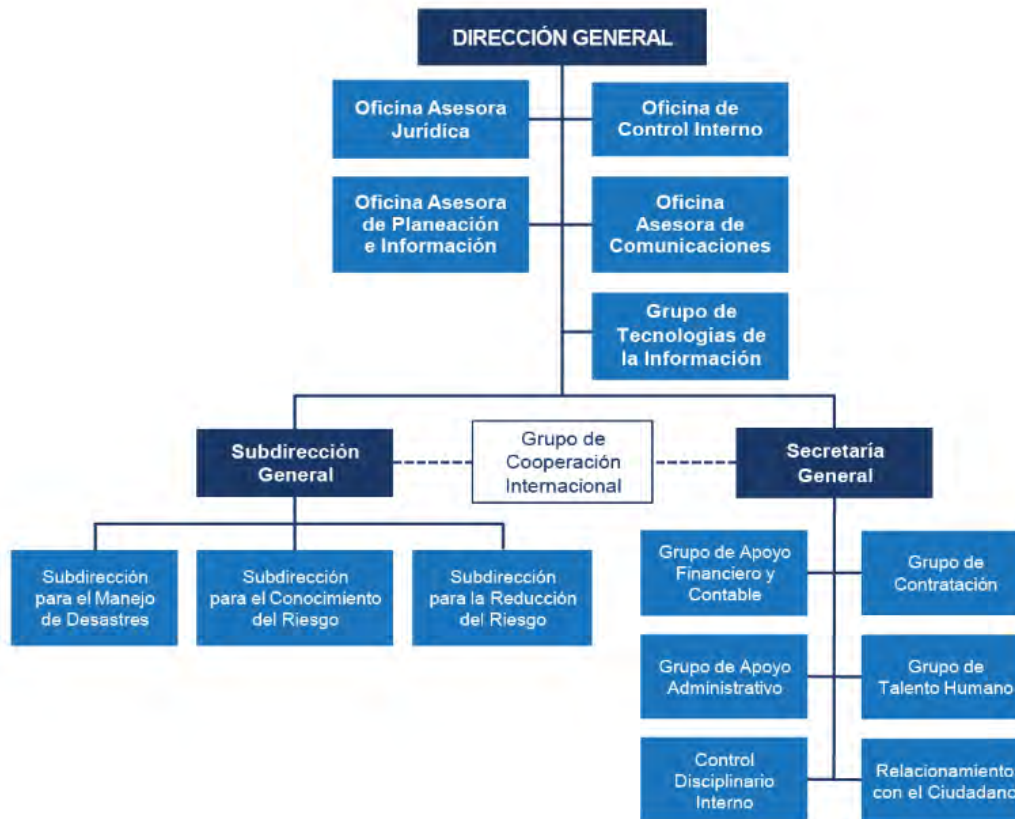 DIRECCIÓN GENERAL
Oficina Asesora
Jurídica
Oficina de
Control Interno
Oficina Asesora
de Planeación
e Información
Oficina
Asesora de
Comunicaciones
Grupo de
Tecnologías de
la Información
Subdirección
General
Grupo de
Cooperación
Internacional
Secretaría
General
Subdirección
para el Manejo
de Desastres
Subdirección
para el Conocimiento
del Riesgo
Subdirección
para la Reducción
del Riesgo
Grupo de Apoyo
Financiero y
Contable
Grupo de
Contratación
Grupo de Apoyo
Administrativo
Grupo de
Talento Humano
Control
Disciplinario
Interno
Relacionamiento
con el Ciudadano